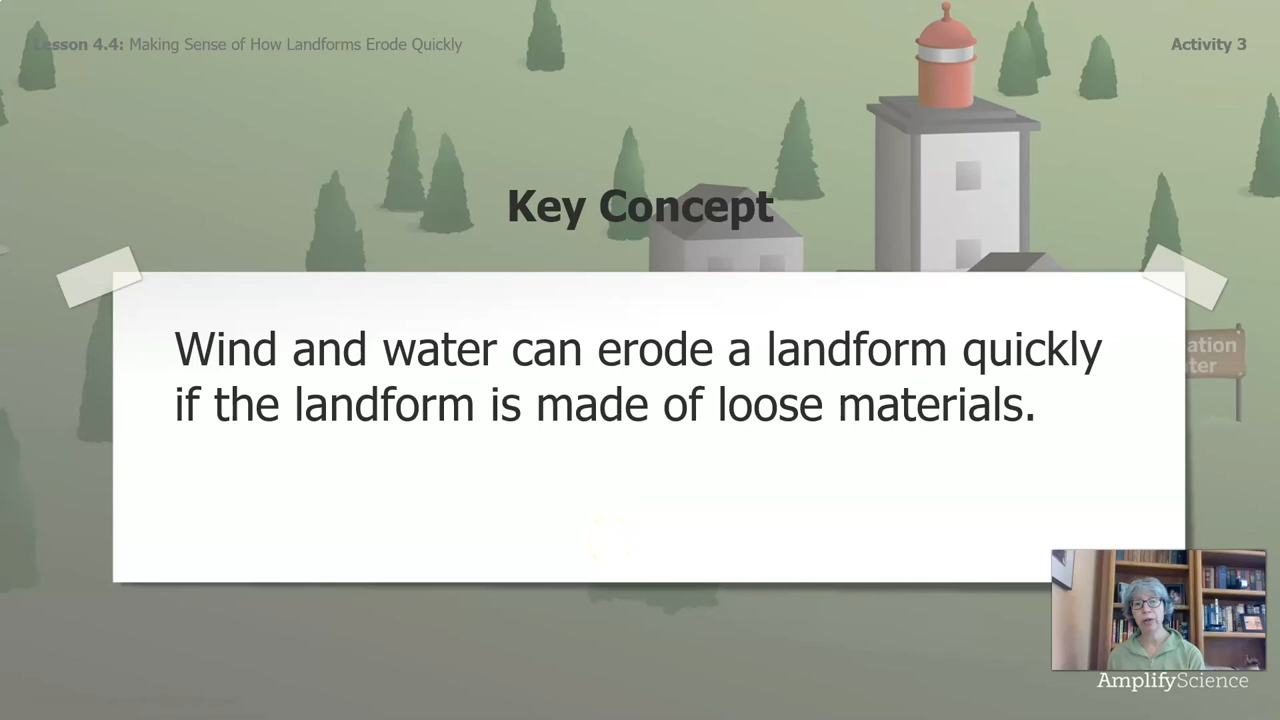 Lesson 4.4: Making Sense of How Landforms Erode Quickly
Activity 3
Key Concept
Wind and water can erode a landform quickly
if the landform is made of loose materials.
AmplifyScience